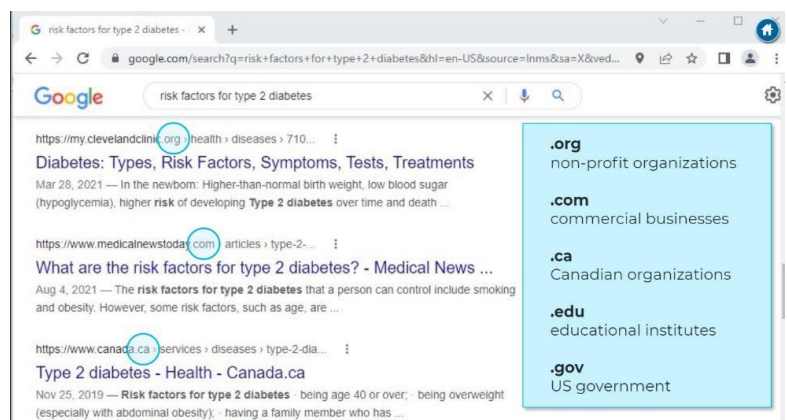 risk factors for type 2 diabetes -
google.com/search?q=risk+factors+for+type+2+diabetes&hl=en-US&source=lnms&sa=X&ved...
Google
risk factors for type 2 diabetes
https://my.clevelandclinic.org › health › diseases › 710...
Diabetes: Types, Risk Factors, Symptoms, Tests, Treatments
Mar 28, 2021 — In the newborn: Higher-than-normal birth weight, low blood sugar
(hypoglycemia), higher risk of developing Type 2 diabetes over time and death ...
https://www.medicalnewstoday.com articles › type-2-...
What are the risk factors for type 2 diabetes? - Medical News ...
Aug 4, 2021 — The risk factors for type 2 diabetes that a person can control include smoking
and obesity. However, some risk factors, such as age, are ...
https://www.canada.ca › services › diseases › type-2-dia...
Type 2 diabetes - Health - Canada.ca
Nov 25, 2019 — Risk factors for type 2 diabetes · being age 40 or over; · being overweight
(especially with abdominal obesity); · having a family member who has ...
.org
non-profit organizations
.com
commercial businesses
.ca
Canadian organizations
.edu
educational institutes
.gov
US government